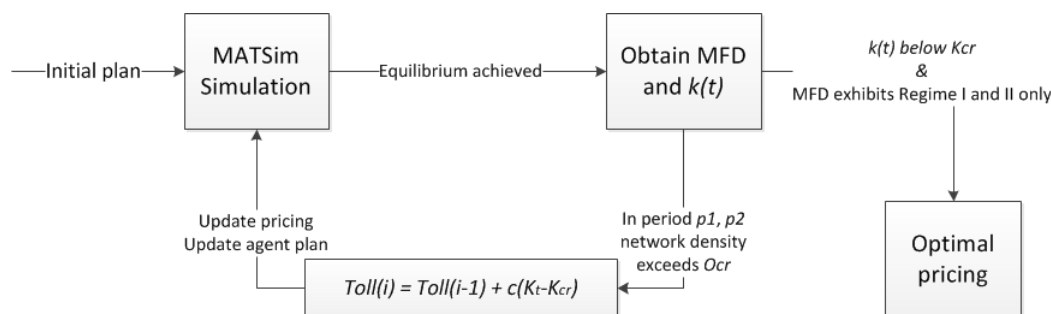 Initial plan
MATSim
Simulation
Equilibrium achieved
Obtain MFD
and k(t)
k(t) below Kcr
&
MFD exhibits Regime I and II only
Update pricing
Update agent plan
In period p1, p2
network density
exceeds Ocr
Optimal
pricing
Toll(i) = Toll(i-1) + c(Kt-Kcr)